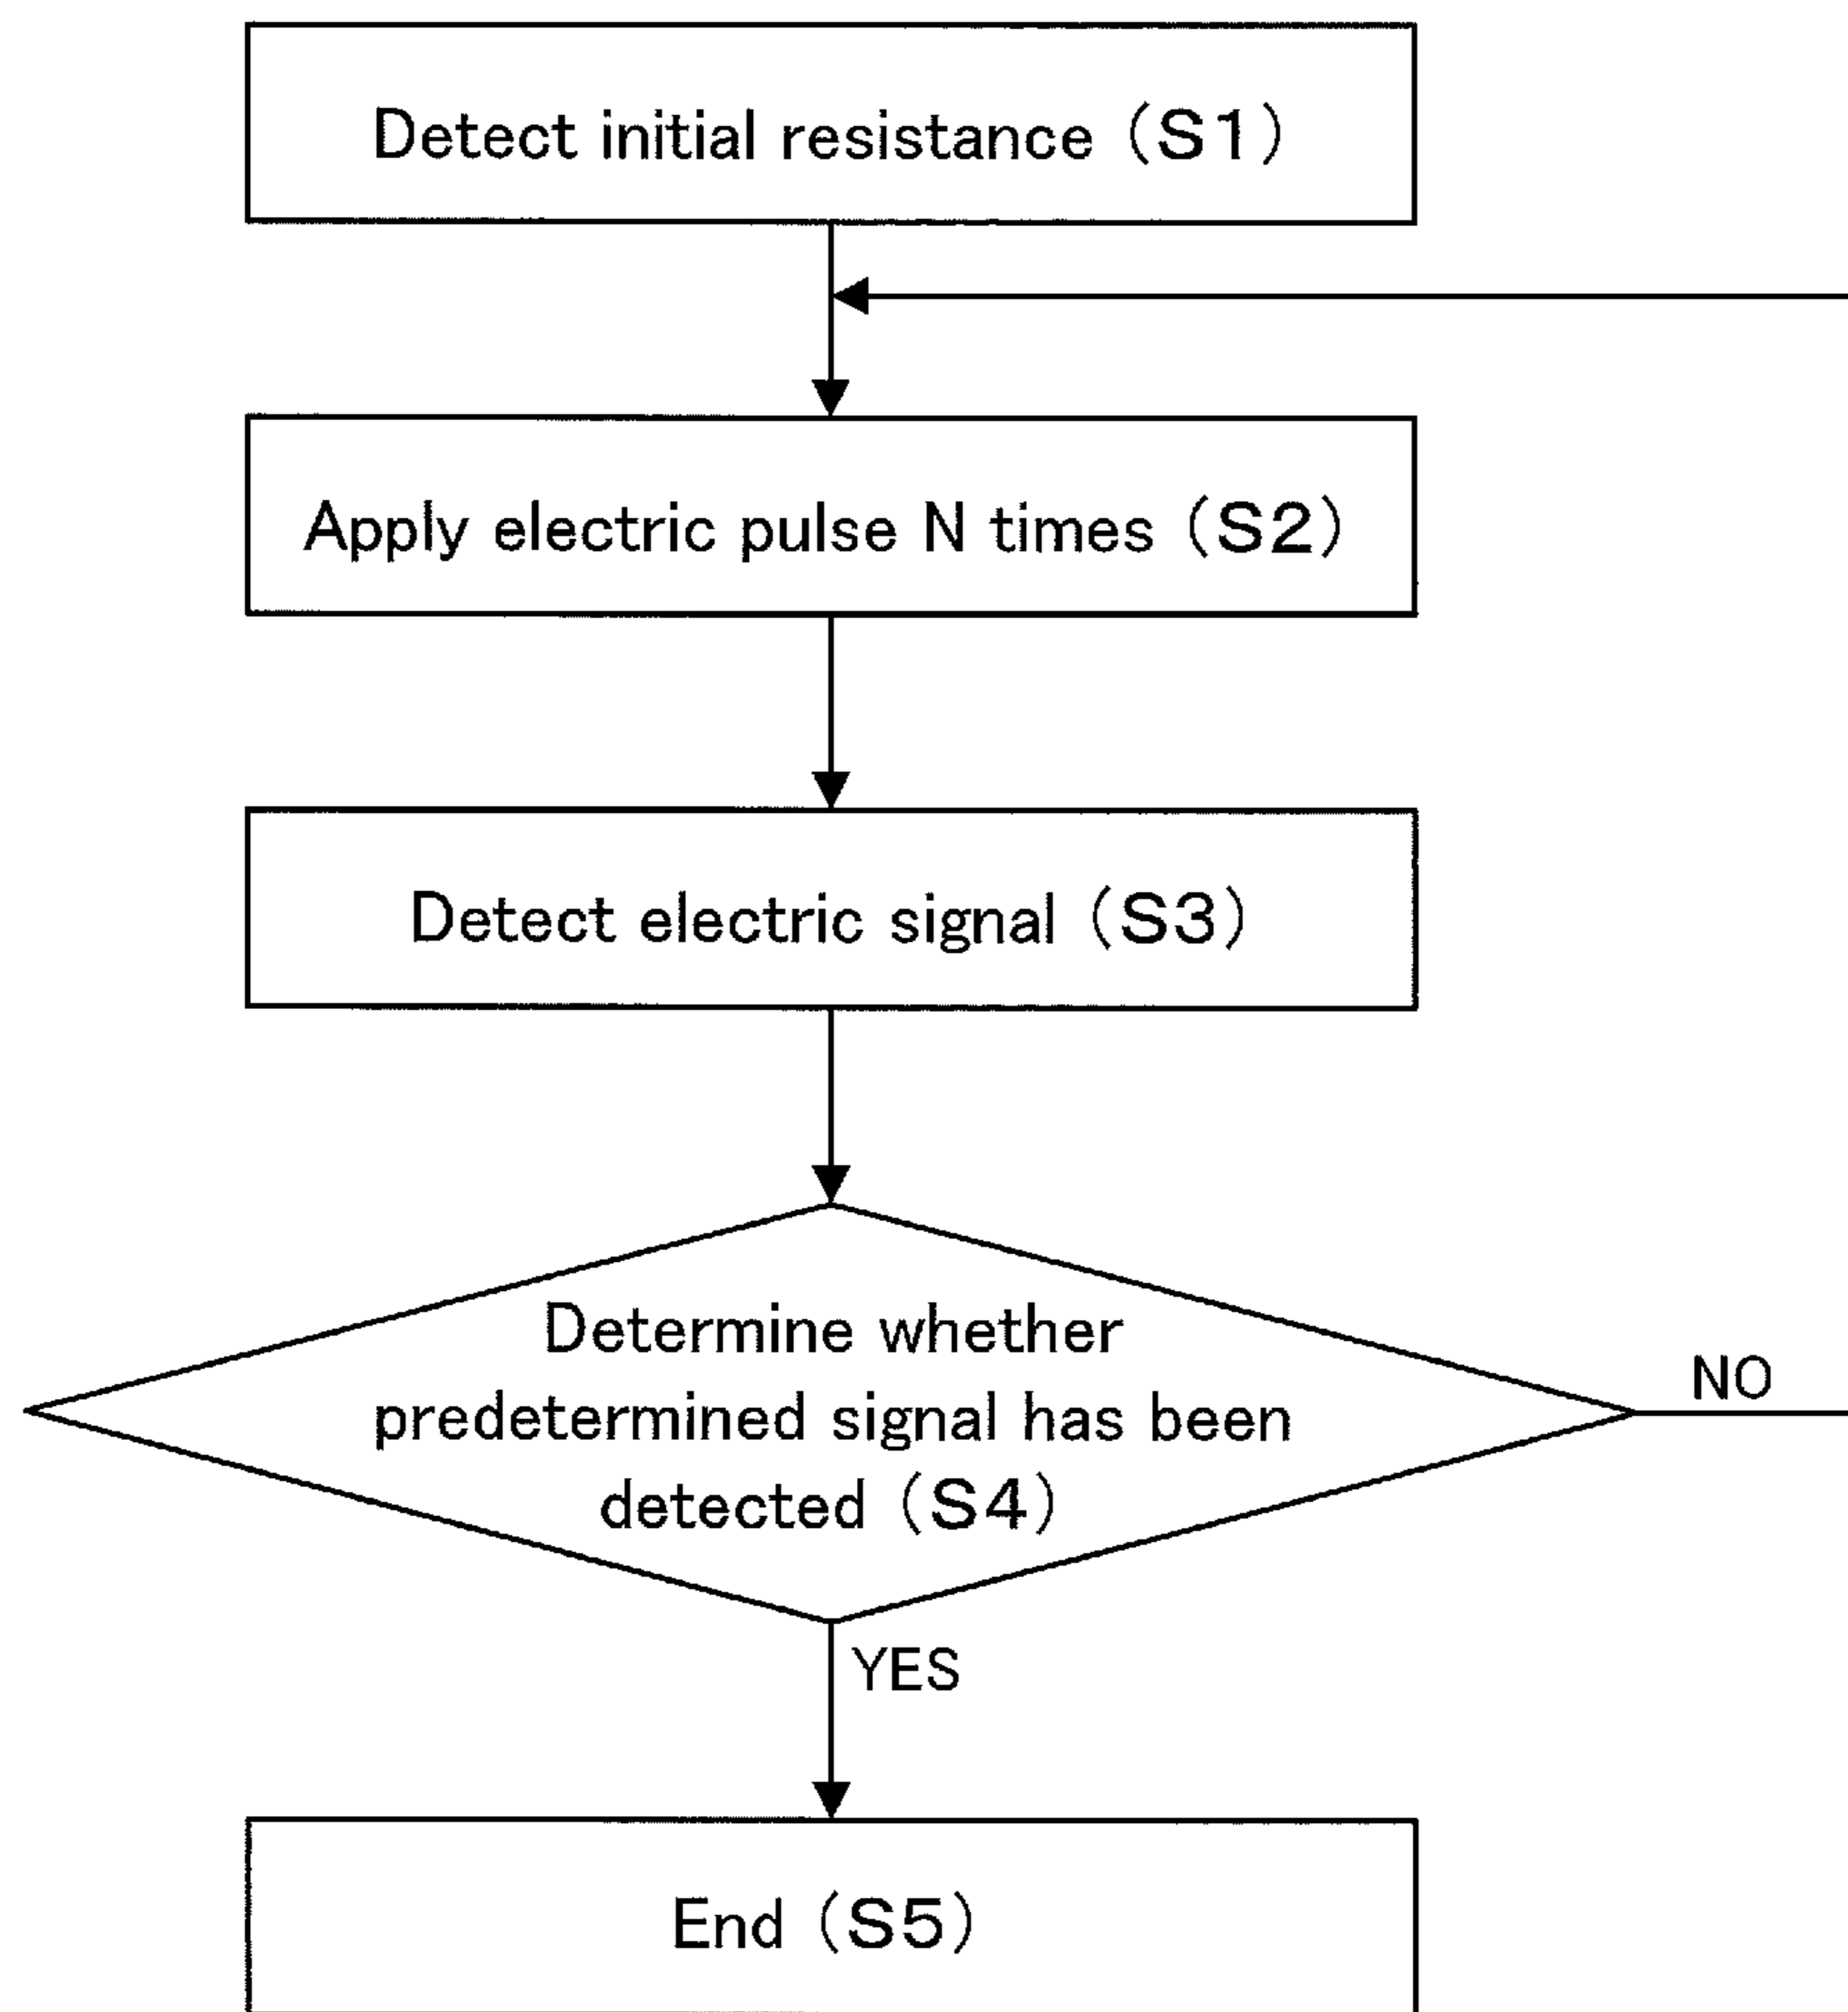 Detect initial resistance (S1)
Apply electric pulse N times (S2)
Detect electric signal (S3)
Determine whether
predetermined signal has been
detected (S4)
NO
YES
End (S5)